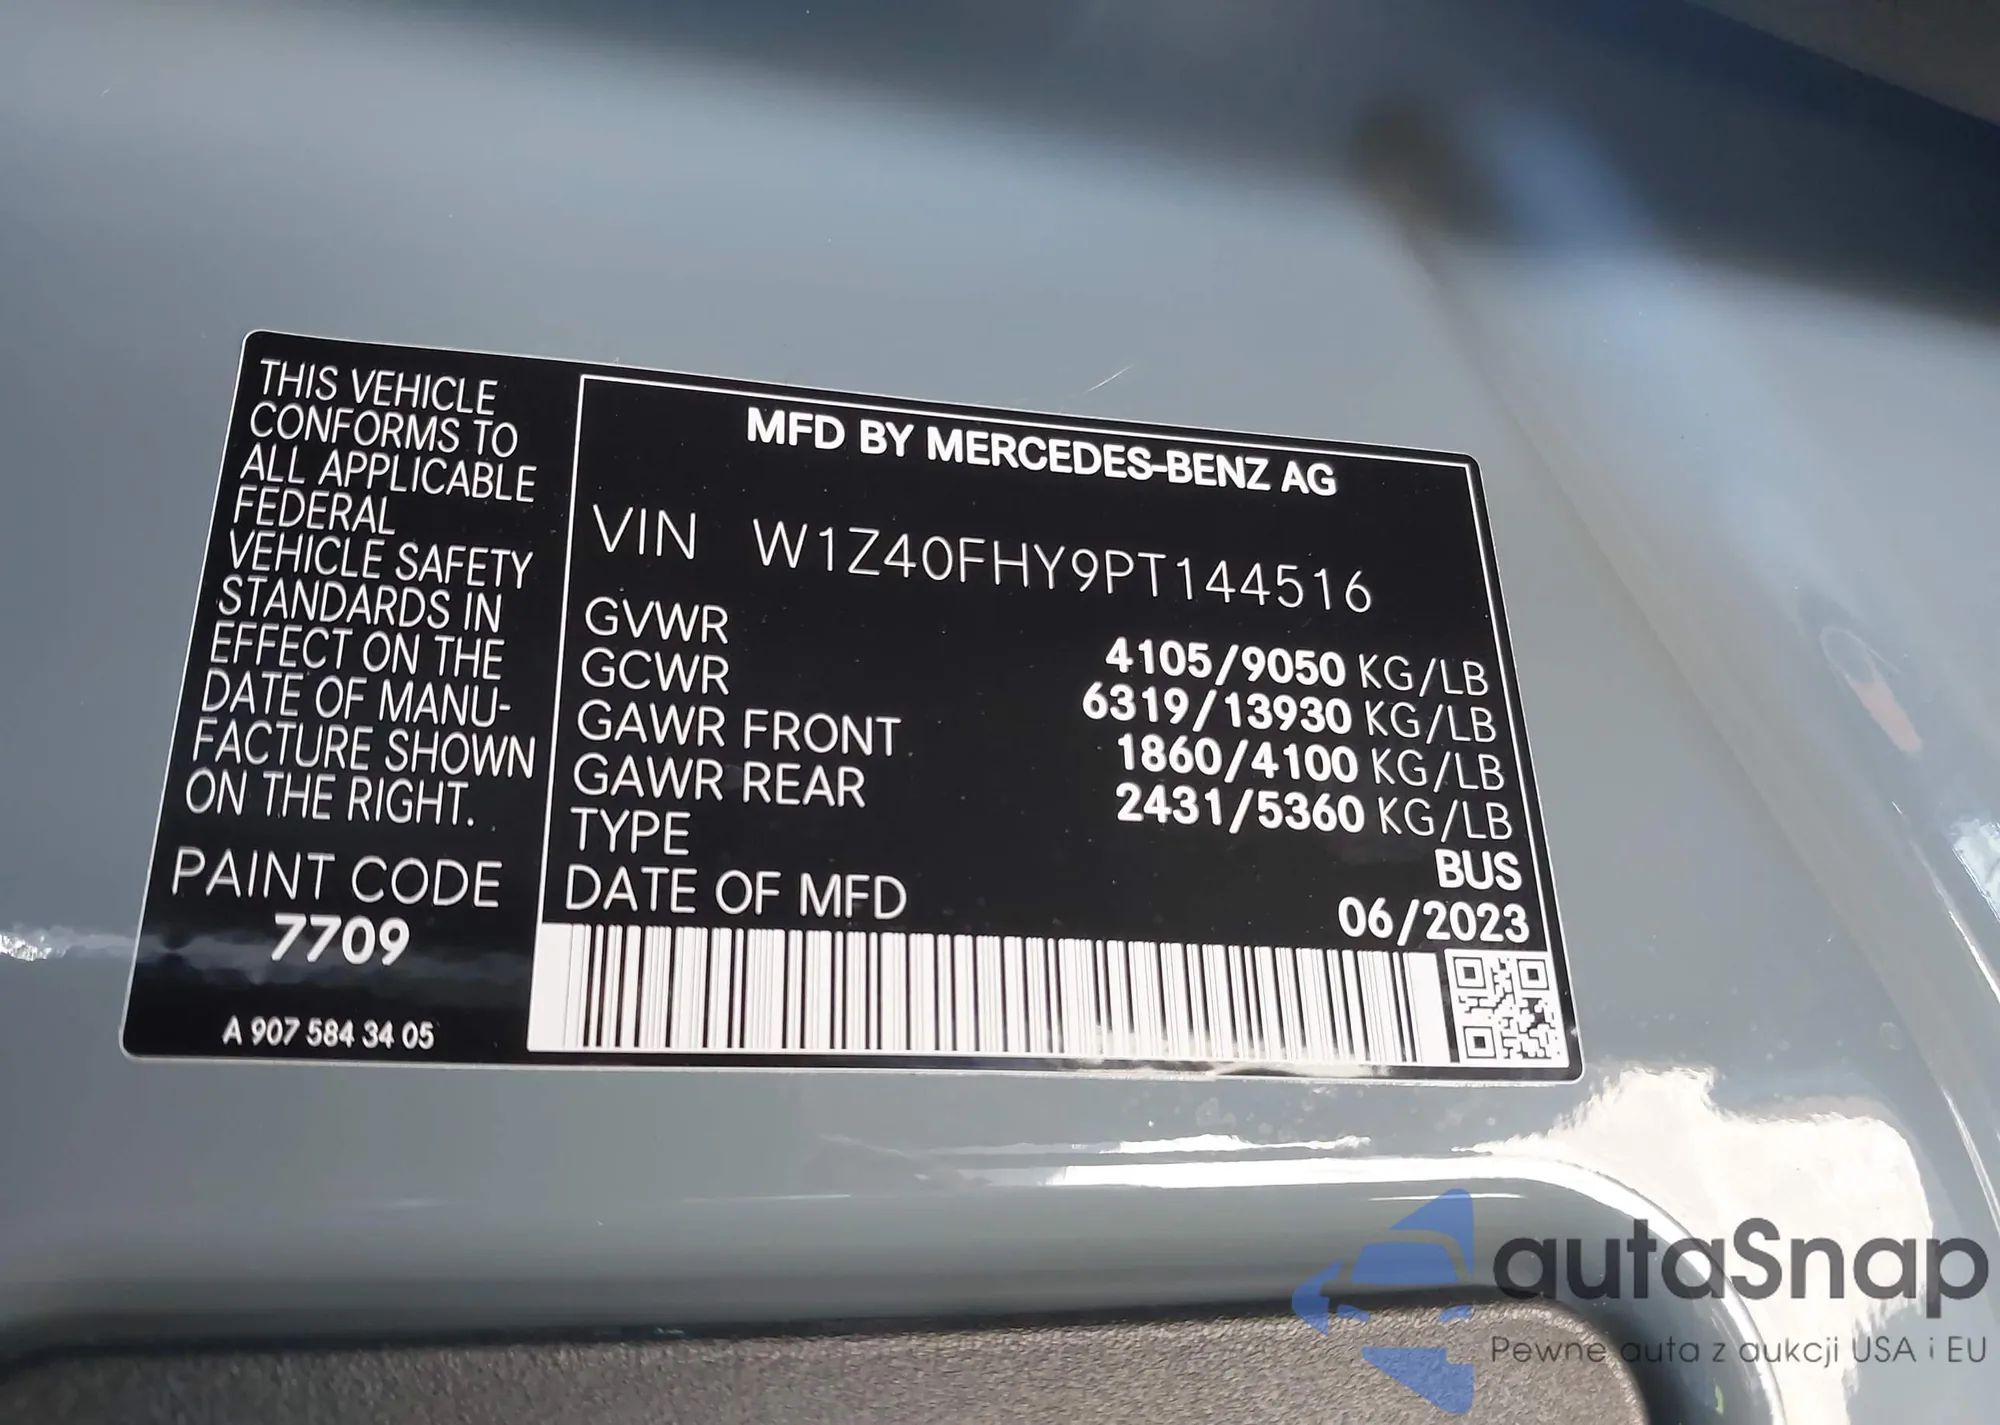 THIS VEHICLE
CONFORMS TO
ALL APPLICABLE
FEDERAL
VEHICLE SAFETY
STANDARDS IN
EFFECT ON THE
DATE OF MANU-
FACTURE SHOWN
ON THE RIGHT.
PAINT CODE
7709
A 907 584 34 05
MFD BY MERCEDES-BENZ AG
VIN W1Z40FHY9PT144516
GVWR 4105/9050 KG/LB
GCWR 6319/13930 KG/LB
GAWR FRONT 1860/4100 KG/LB
GAWR REAR 2431/5360 KG/LB
TYPE BUS
DATE OF MFD 06/2023
autaSnap
Pewne auta z aukcji USA i EU